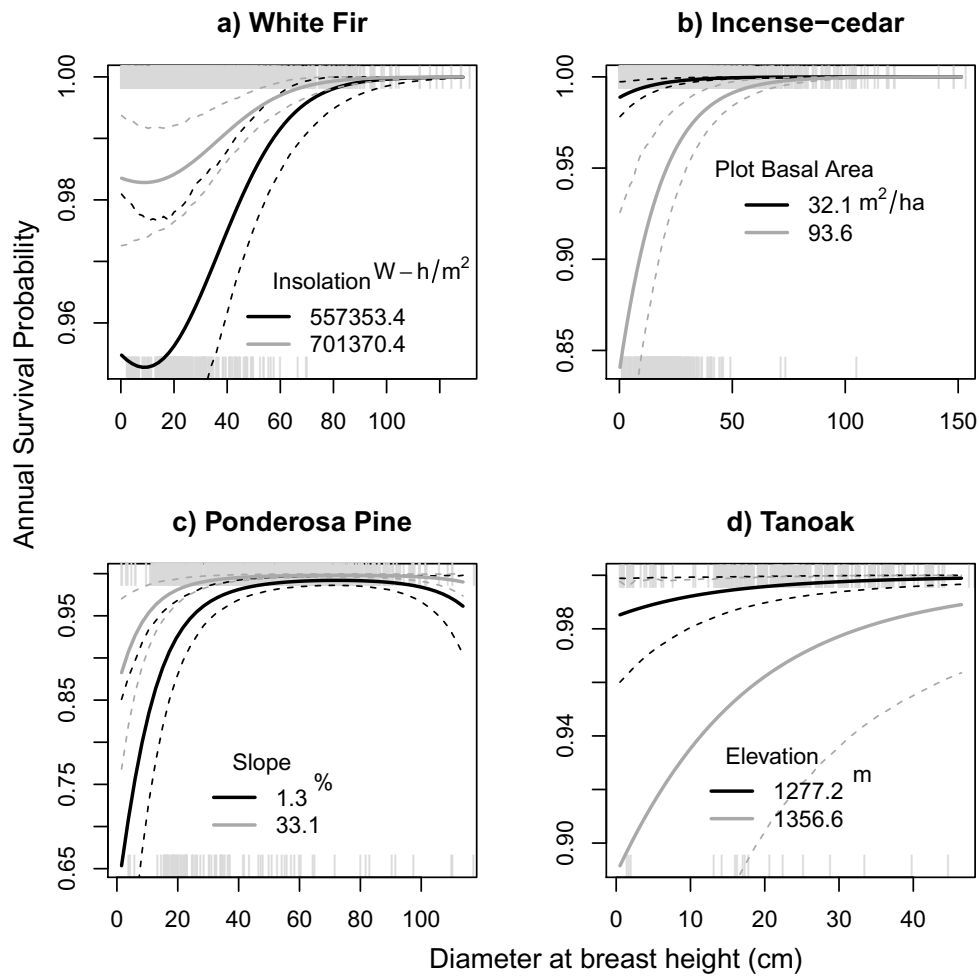 a) White Fir
b) Incense−cedar
Annual Survival Probability
1.00
0.98
0.96
Insolation W − h/m²
557353.4
701370.4
0 20 40 60 80 100
1.00
0.95
0.90
0.85
Plot Basal Area
32.1 m²/ha
93.6
0 50 100 150
c) Ponderosa Pine
d) Tanoak
0.95
0.85
0.75
0.65
Slope
1.3 %
33.1
0 20 40 60 80 100
0.98
0.94
0.90
Elevation
1277.2 m
1356.6
0 10 20 30 40
Diameter at breast height (cm)